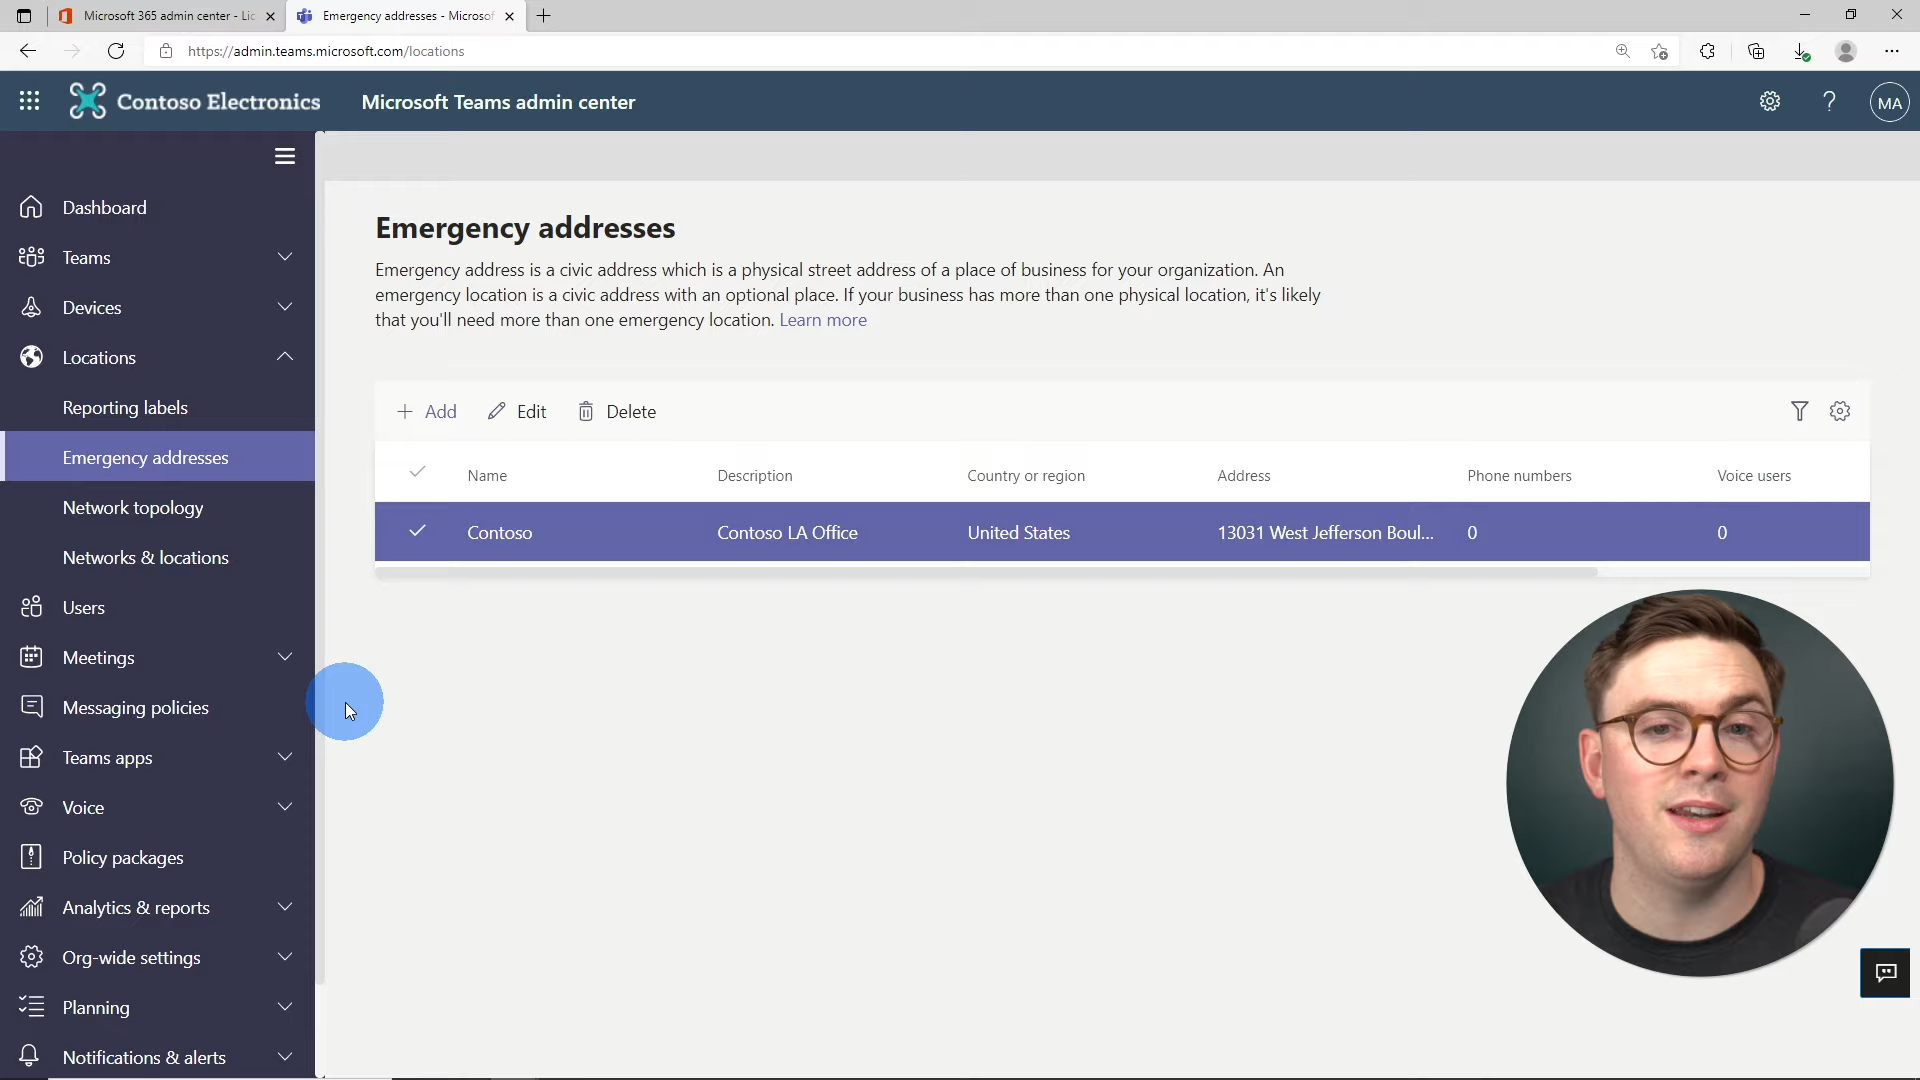 Microsoft 365 admin center - Lic
Emergency addresses - Microsof
https://admin.teams.microsoft.com/locations
Contoso Electronics
Microsoft Teams admin center
?
MA
Dashboard
Teams
Devices
Locations
Reporting labels
Emergency addresses
Network topology
Networks & locations
Users
Meetings
Messaging policies
Teams apps
Voice
Policy packages
Analytics & reports
Org-wide settings
Planning
Notifications & alerts
Emergency addresses
Emergency address is a civic address which is a physical street address of a place of business for your organization. An
emergency location is a civic address with an optional place. If your business has more than one physical location, it's likely
that you'll need more than one emergency location. Learn more
Add Edit Delete
Name Description Country or region Address Phone numbers Voice users
Contoso Contoso LA Office United States 13031 West Jefferson Boul... 0 0